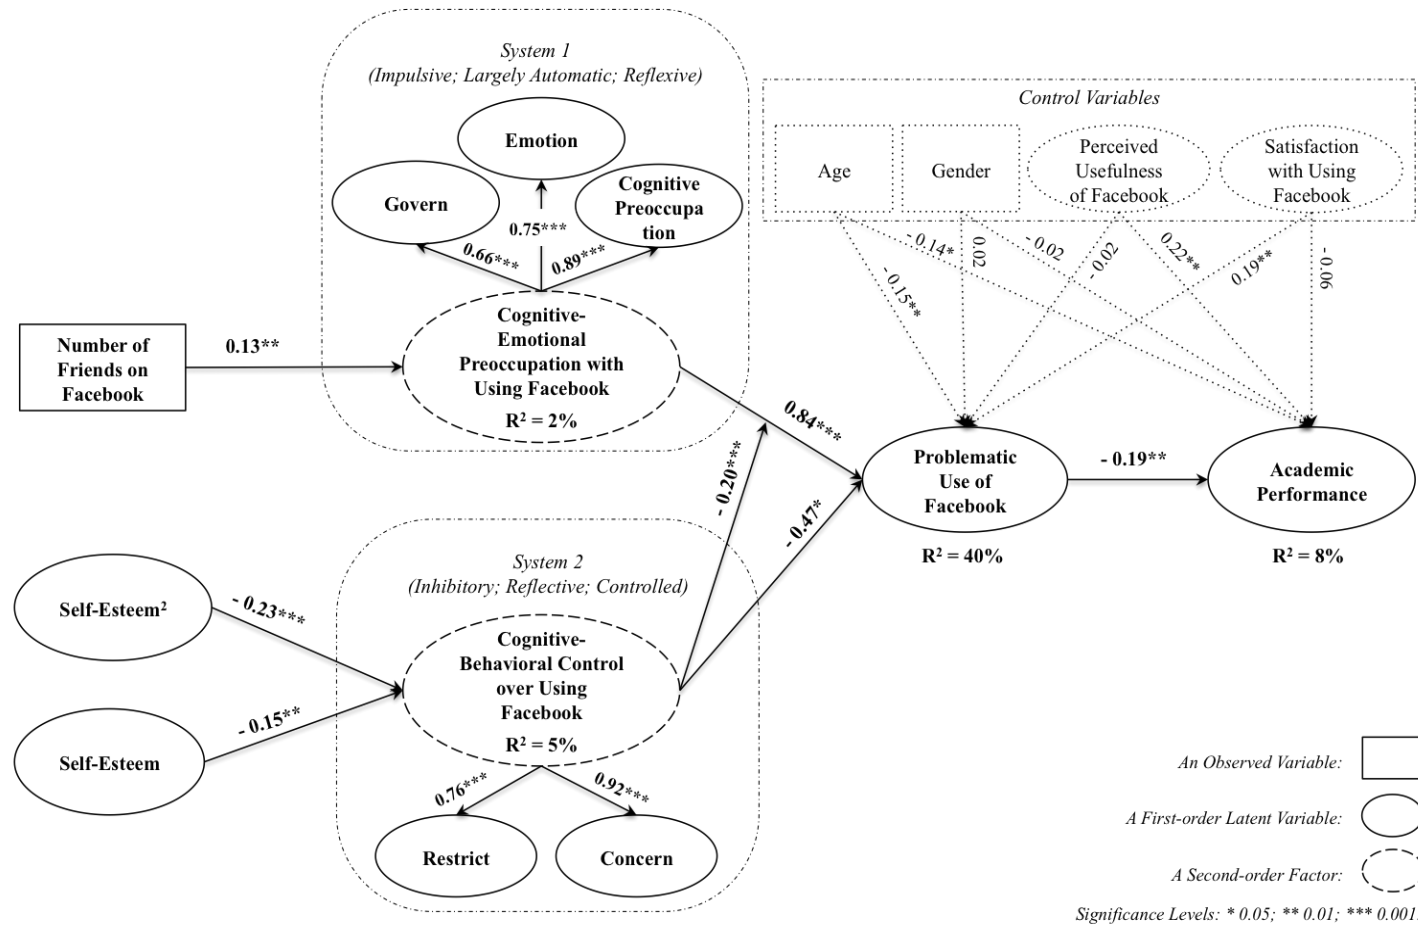 System 1
(Impulsive; Largely Automatic; Reflexive)
Emotion
Govern
Cognitive
Preoccupa
tion
0.66***
0.75***
0.89***
Cognitive-
Emotional
Preoccupation with
Using Facebook
R² = 2%
Number of
Friends on
Facebook
0.13**
Control Variables
Age
Gender
Perceived
Usefulness
of Facebook
Satisfaction
with Using
Facebook
- 0.14*
0.02
- 0.02
- 0.02
0.22**
0.19**
- 0.06
- 0.15**
0.84***
- 0.20***
- 0.47*
Problematic
Use of
Facebook
R² = 40%
- 0.19**
Academic
Performance
R² = 8%
System 2
(Inhibitory; Reflective; Controlled)
Self-Esteem²
- 0.23***
Self-Esteem
- 0.15**
Cognitive-
Behavioral Control
over Using
Facebook
R² = 5%
0.76***
0.92***
Restrict
Concern
An Observed Variable:
A First-order Latent Variable:
A Second-order Factor:
Significance Levels: * 0.05; ** 0.01; *** 0.001.